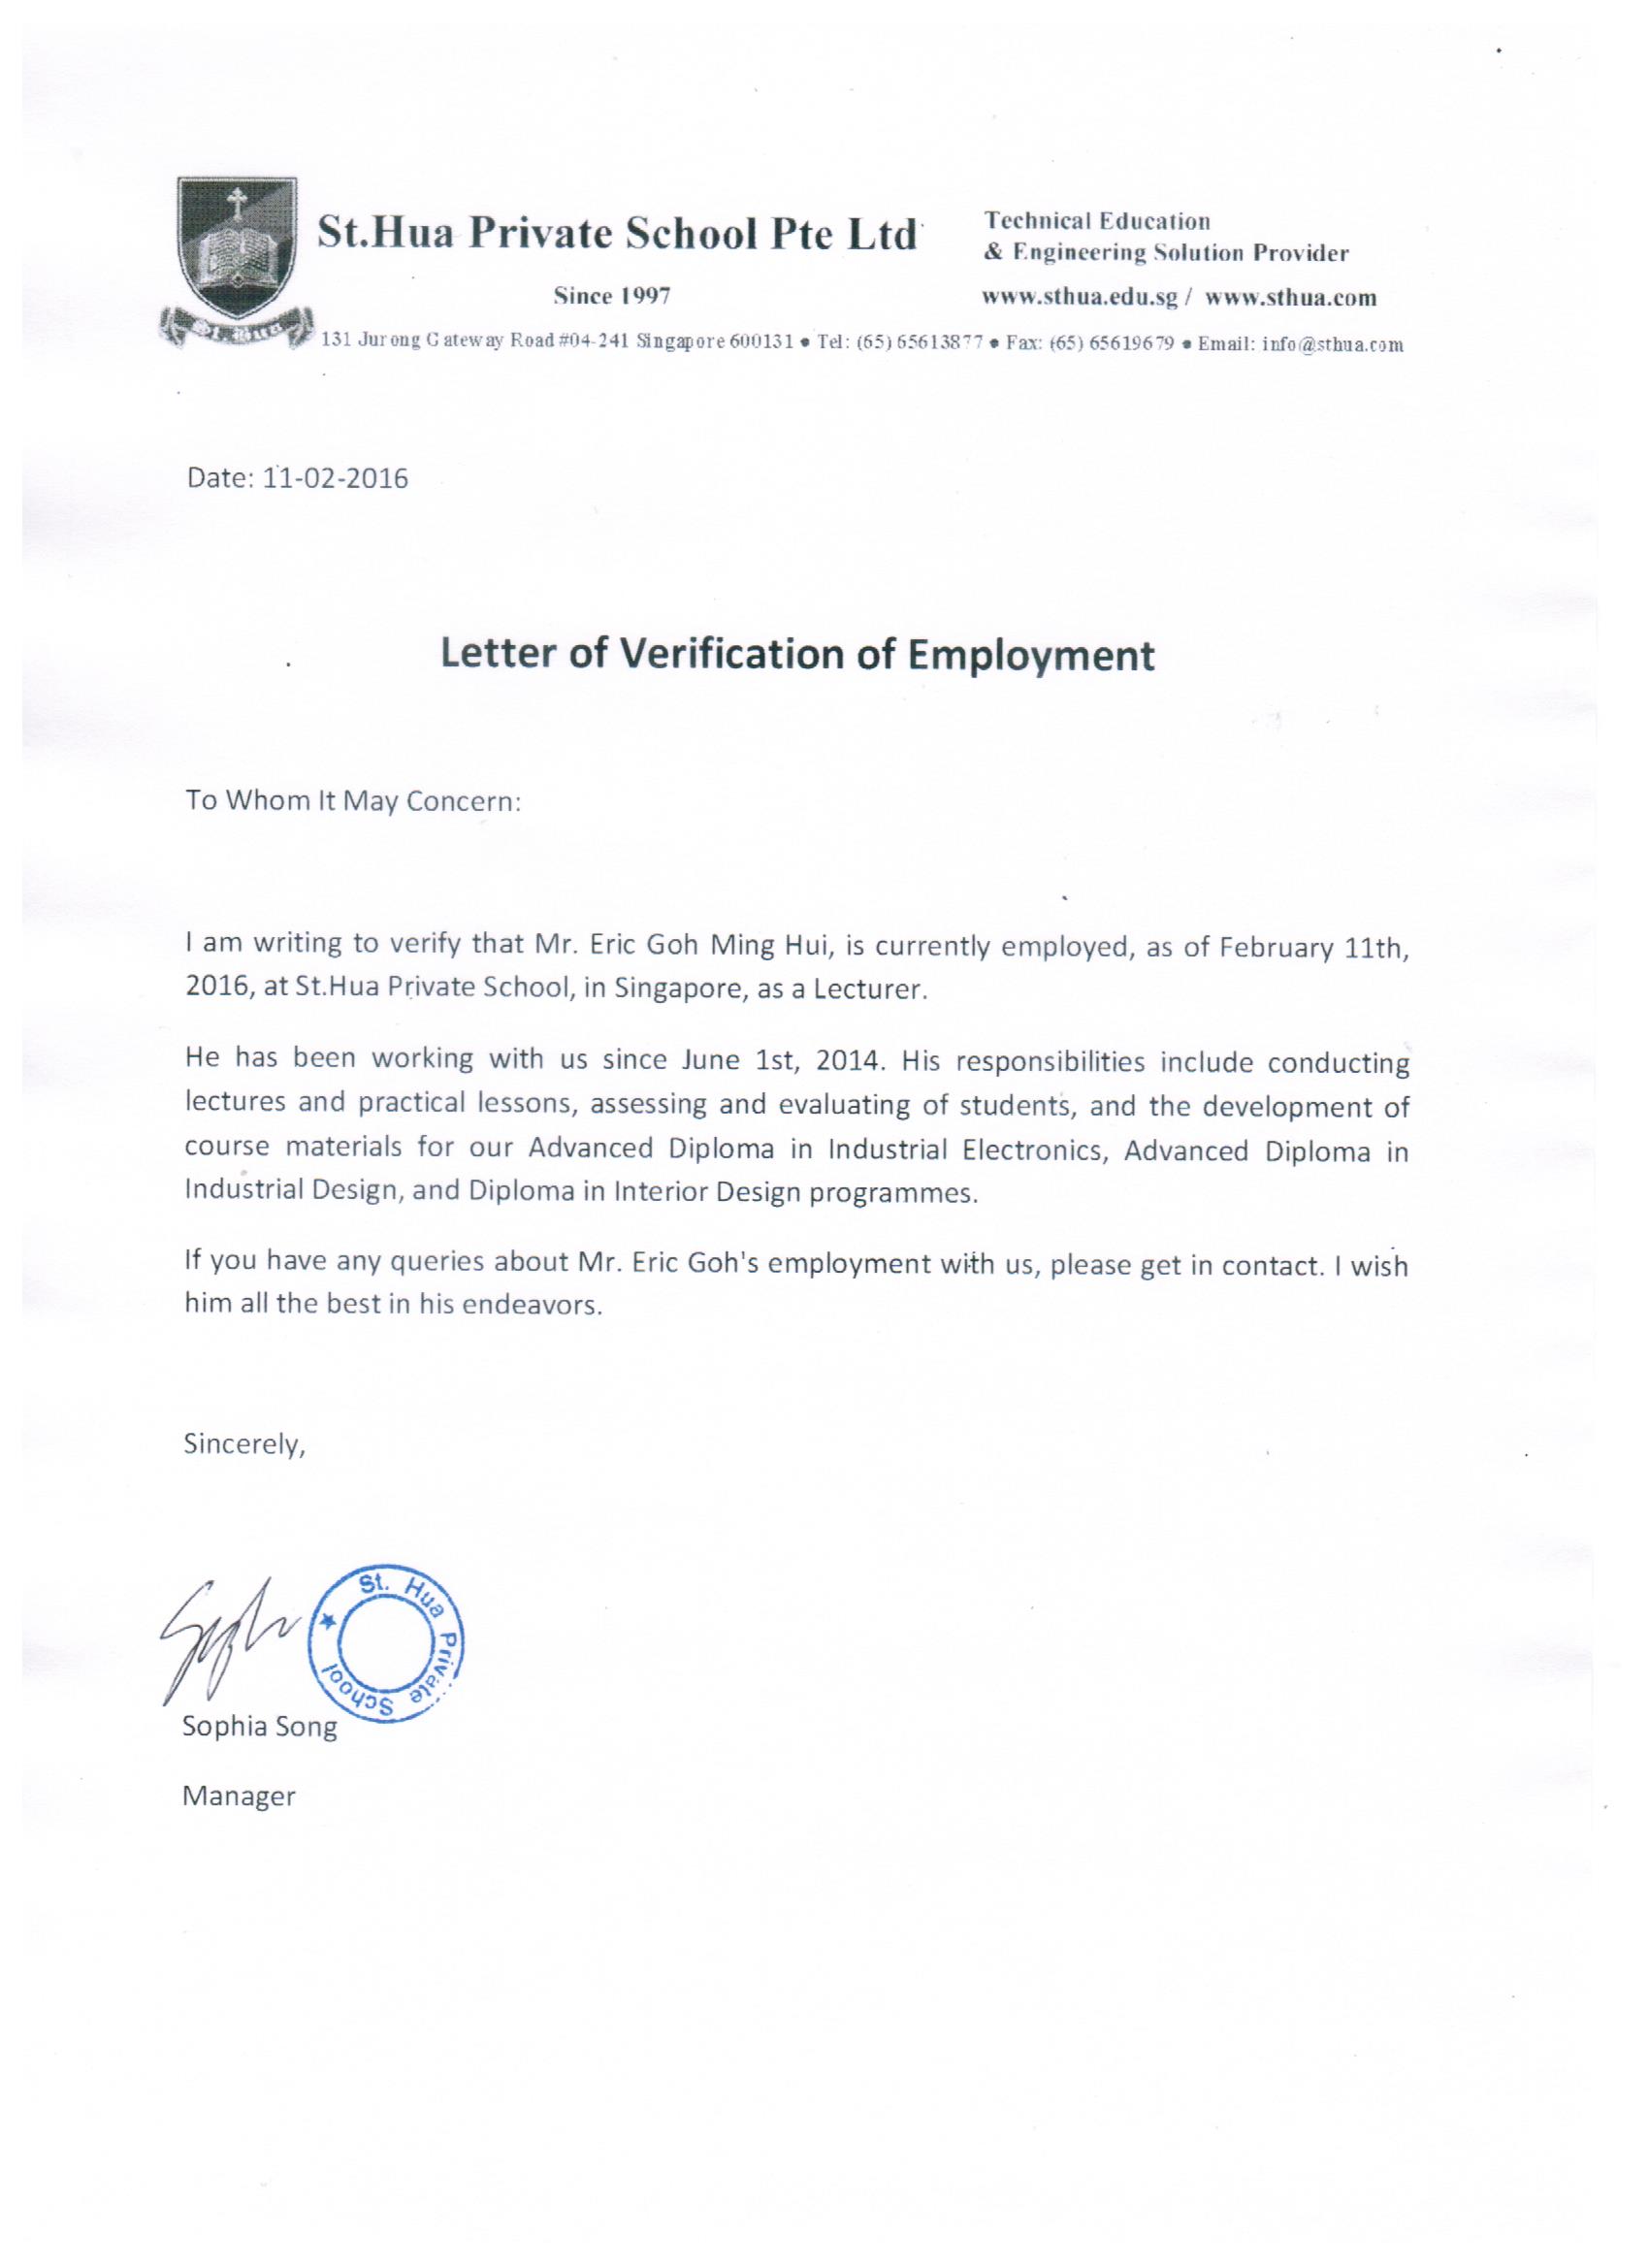 St.Hua Private School Pte Ltd
Technical Education
& Engineering Solution Provider
Since 1997
www.sthua.edu.sg / www.sthua.com
St.Hua
131 Jurong Gateway Road #04-241 Singapore 600131 • Tel: (65) 65613877 • Fax: (65) 65619679 • Email: info@sthua.com
Date: 11-02-2016
Letter of Verification of Employment
To Whom It May Concern:
I am writing to verify that Mr. Eric Goh Ming Hui, is currently employed, as of February 11th,
2016, at St.Hua Private School, in Singapore, as a Lecturer.
He has been working with us since June 1st, 2014. His responsibilities include conducting
lectures and practical lessons, assessing and evaluating of students, and the development of
course materials for our Advanced Diploma in Industrial Electronics, Advanced Diploma in
Industrial Design, and Diploma in Interior Design programmes.
If you have any queries about Mr. Eric Goh's employment with us, please get in contact. I wish
him all the best in his endeavors.
Sincerely,
St. Hua Private School
Sophia Song
Manager